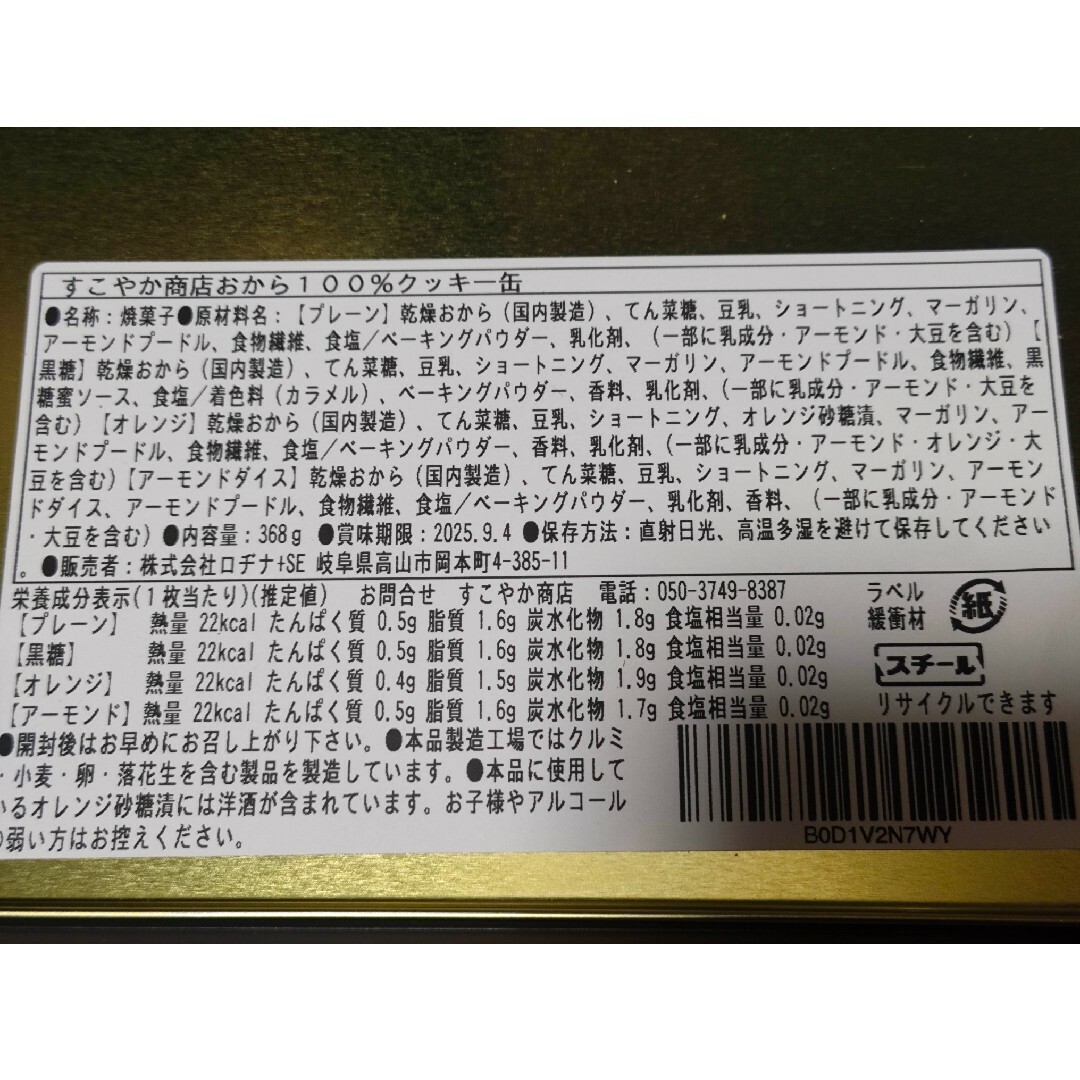 すこやか商店おから１００％クッキー缶
●名称：焼菓子●原材料名：【プレーン】乾燥おから（国内製造）、てん菜糖、豆乳、ショートニング、マーガリン、
アーモンドプードル、食物繊維、食塩／ベーキングパウダー、乳化剤、（一部に乳成分・アーモンド・大豆を含む）【
黒糖】乾燥おから（国内製造）、てん菜糖、豆乳、ショートニング、マーガリン、アーモンドプードル、食物繊維、黒
糖蜜ソース、食塩／着色料（カラメル）、ベーキングパウダー、香料、乳化剤、（一部に乳成分・アーモンド・大豆を
含む）【オレンジ】乾燥おから（国内製造）、てん菜糖、豆乳、ショートニング、オレンジ砂糖漬、マーガリン、アー
モンドプードル、食物繊維、食塩／ベーキングパウダー、香料、乳化剤、（一部に乳成分・アーモンド・オレンジ・大
豆を含む）【アーモンドダイス】乾燥おから（国内製造）、てん菜糖、豆乳、ショートニング、マーガリン、アーモン
ドダイス、アーモンドプードル、食物繊維、食塩／ベーキングパウダー、乳化剤、香料、（一部に乳成分・アーモンド
・大豆を含む）●内容量：368g ●賞味期限：2025.9.4 ●保存方法：直射日光、高温多湿を避けて保存してください
。●販売者：株式会社ロヂナ+SE 岐阜県高山市岡本町4-385-11
栄養成分表示(１枚当たり)(推定値) お問合せ すこやか商店 電話：050-3749-8387
【プレーン】 熱量 22kcal たんぱく質 0.5g 脂質 1.6g 炭水化物 1.8g 食塩相当量 0.02g
【黒糖】 熱量 22kcal たんぱく質 0.5g 脂質 1.6g 炭水化物 1.8g 食塩相当量 0.02g
【オレンジ】 熱量 22kcal たんぱく質 0.4g 脂質 1.5g 炭水化物 1.9g 食塩相当量 0.02g
【アーモンド】熱量 22kcal たんぱく質 0.5g 脂質 1.6g 炭水化物 1.7g 食塩相当量 0.02g
ラベル
緩衝材
紙
スチール
リサイクルできます
●開封後はお早めにお召し上がり下さい。●本品製造工場ではクルミ
・小麦・卵・落花生を含む製品を製造しています。●本品に使用して
いるオレンジ砂糖漬には洋酒が含まれています。お子様やアルコール
の弱い方はお控えください。
B0D1V2N7WY